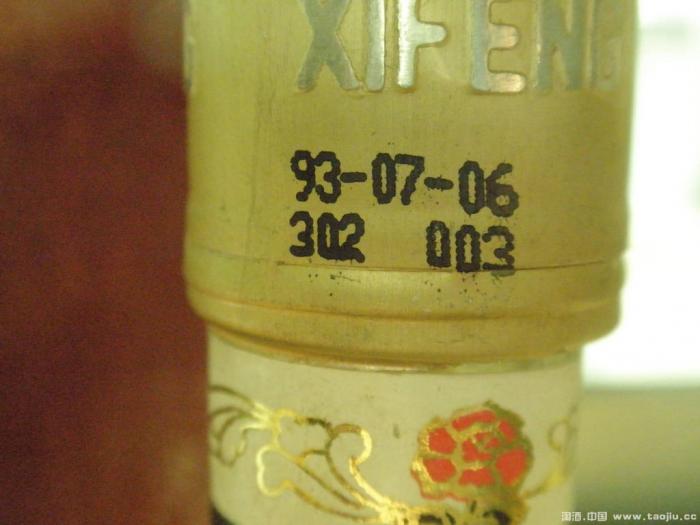 XIFENG
93-07-06
302 003
淘酒.中国 www.taojiu.cc